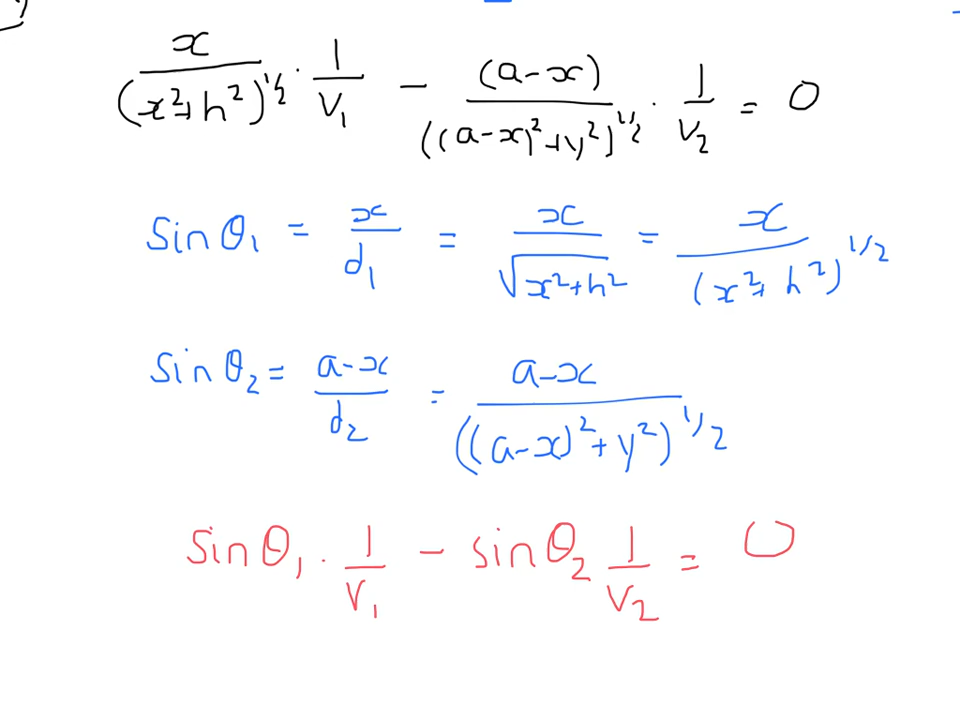 x/(x²+h²)^1/2 · 1/V₁ − (a−x)/((a−x)²+y²)^1/2 · 1/V₂ = 0
sin θ₁ = x/d₁ = x/√x²+h² = x/(x²+h²)^1/2
sin θ₂ = a−x/d₂ = a−x/((a−x)²+y²)^1/2
sin θ₁ · 1/V₁ − sin θ₂ 1/V₂ = 0